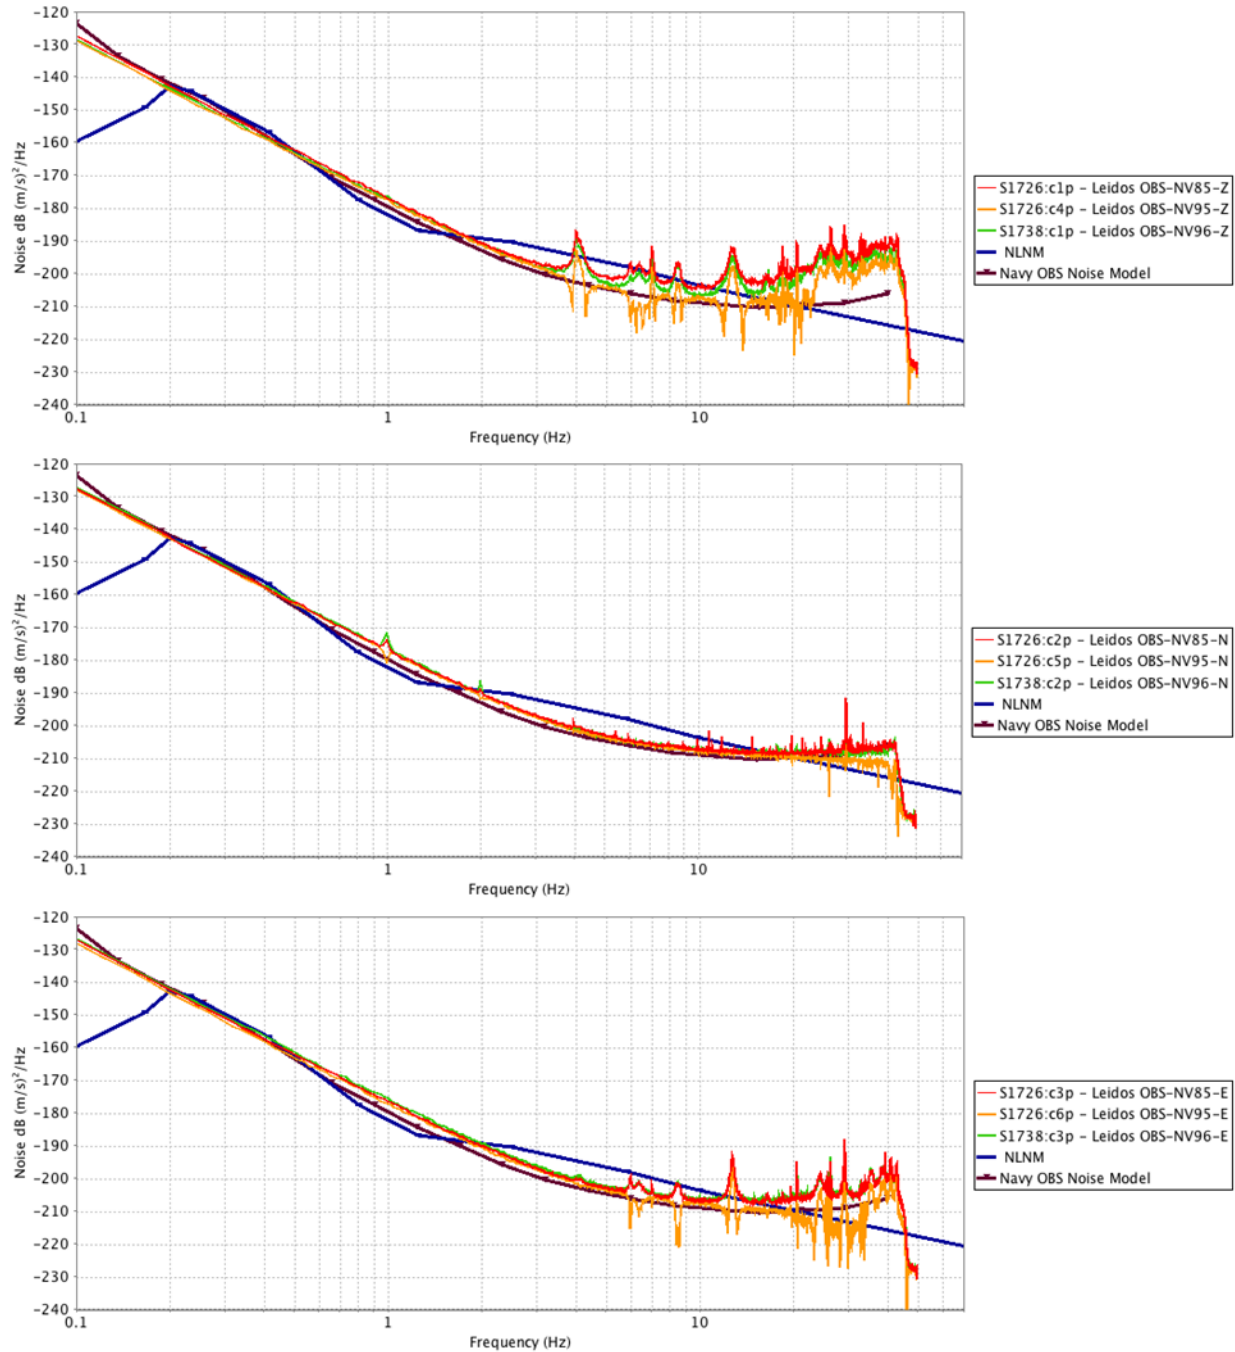 −120
−130
−140
−150
−160
−170
−180
−190
−200
−210
−220
−230
−240
Noise dB (m/s)²/Hz
0.1 1 10
Frequency (Hz)
S1726:c1p – Leidos OBS–NV85–Z
S1726:c4p – Leidos OBS–NV95–Z
S1738:c1p – Leidos OBS–NV96–Z
NLNM
Navy OBS Noise Model
−120
−130
−140
−150
−160
−170
−180
−190
−200
−210
−220
−230
−240
Noise dB (m/s)²/Hz
0.1 1 10
Frequency (Hz)
S1726:c2p – Leidos OBS–NV85–N
S1726:c5p – Leidos OBS–NV95–N
S1738:c2p – Leidos OBS–NV96–N
NLNM
Navy OBS Noise Model
−120
−130
−140
−150
−160
−170
−180
−190
−200
−210
−220
−230
−240
Noise dB (m/s)²/Hz
0.1 1 10
Frequency (Hz)
S1726:c3p – Leidos OBS–NV85–E
S1726:c6p – Leidos OBS–NV95–E
S1738:c3p – Leidos OBS–NV96–E
NLNM
Navy OBS Noise Model